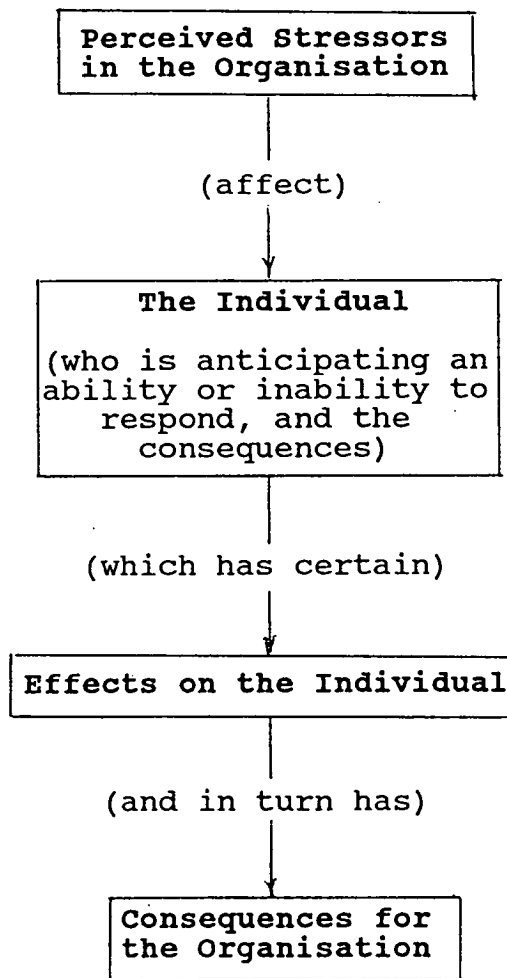 Perceived Stressors
in the Organisation
(affect)
The Individual
(who is anticipating an
ability or inability to
respond, and the
consequences)
(which has certain)
Effects on the Individual
(and in turn has)
Consequences for
the Organisation